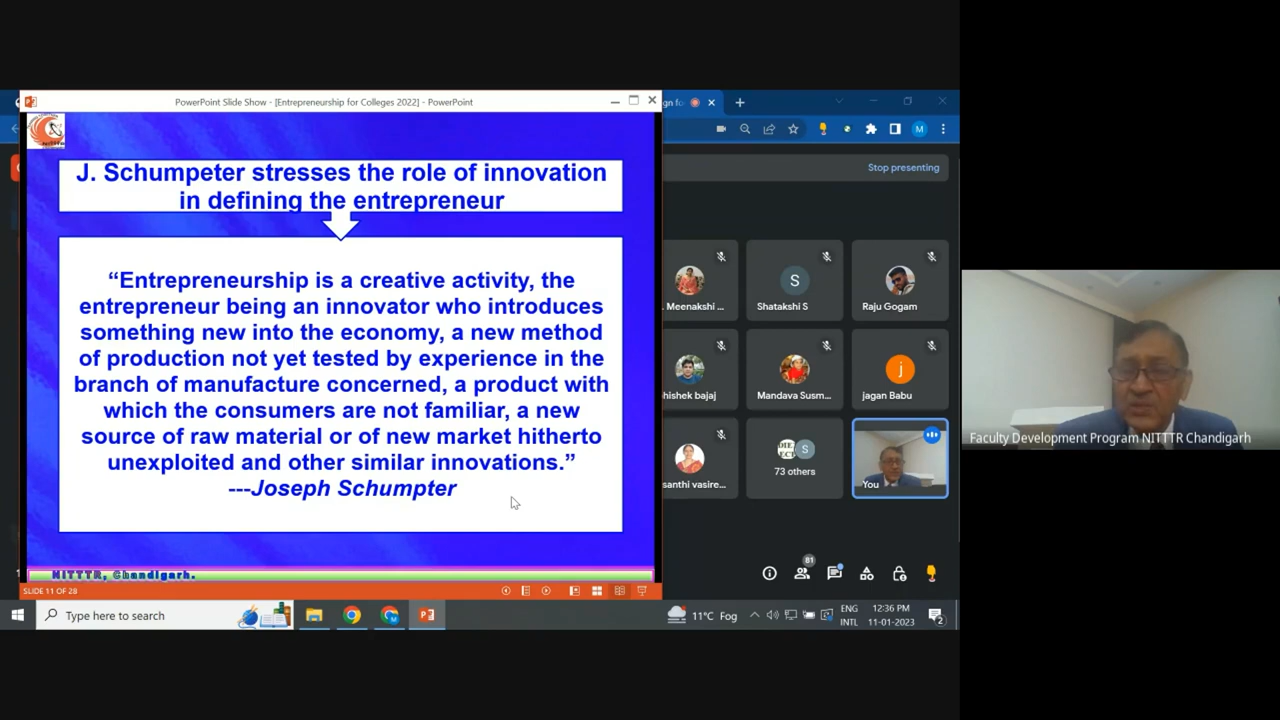 PowerPoint Slide Show - [Entrepreneurship for Colleges 2022] - PowerPoint
J. Schumpeter stresses the role of innovation
in defining the entrepreneur
“Entrepreneurship is a creative activity, the
entrepreneur being an innovator who introduces
something new into the economy, a new method
of production not yet tested by experience in the
branch of manufacture concerned, a product with
which the consumers are not familiar, a new
source of raw material or of new market hitherto
unexploited and other similar innovations.”
---Joseph Schumpter
NITTTR, Chandigarh.
SLIDE 11 OF 28
gn fo
M
Stop presenting
Meenakshi ...
S
Shatakshi S
Raju Gogam
hishek bajaj
Mandava Susm...
j
jagan Babu
santhi vasire...
S
73 others
You
81
Faculty Development Program NITTTR Chandigarh
Type here to search
11°C Fog
ENG
INTL
12:36 PM
11-01-2023
2